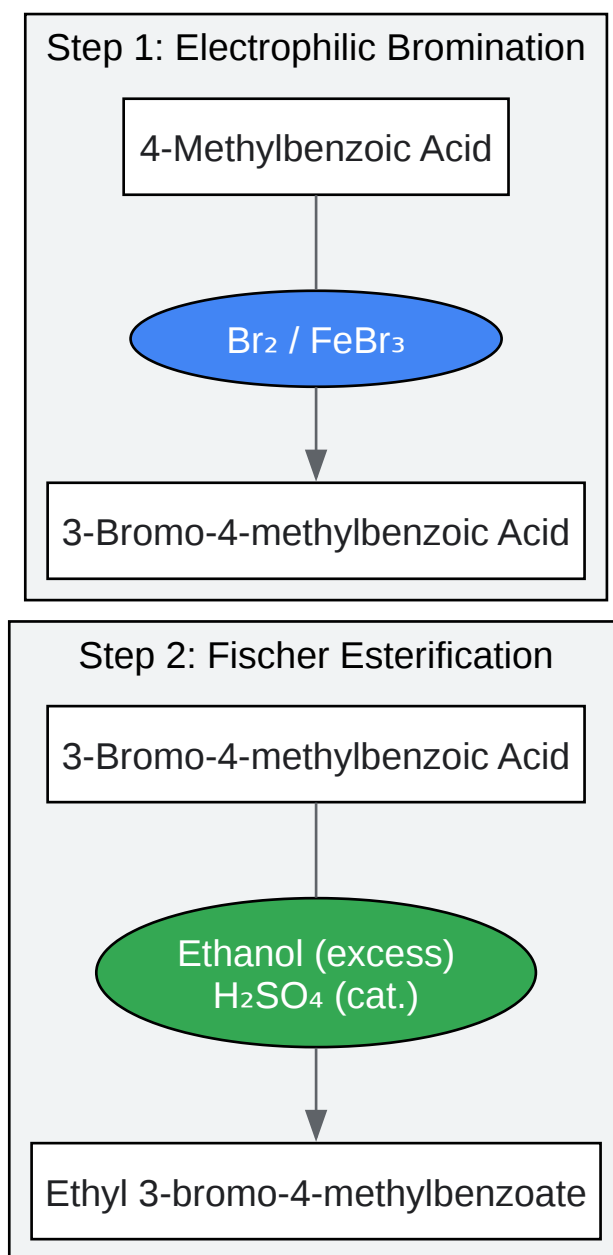 Step 1: Electrophilic Bromination
4-Methylbenzoic Acid
Br₂ / FeBr₃
3-Bromo-4-methylbenzoic Acid
Step 2: Fischer Esterification
3-Bromo-4-methylbenzoic Acid
Ethanol (excess)
H₂SO₄ (cat.)
Ethyl 3-bromo-4-methylbenzoate